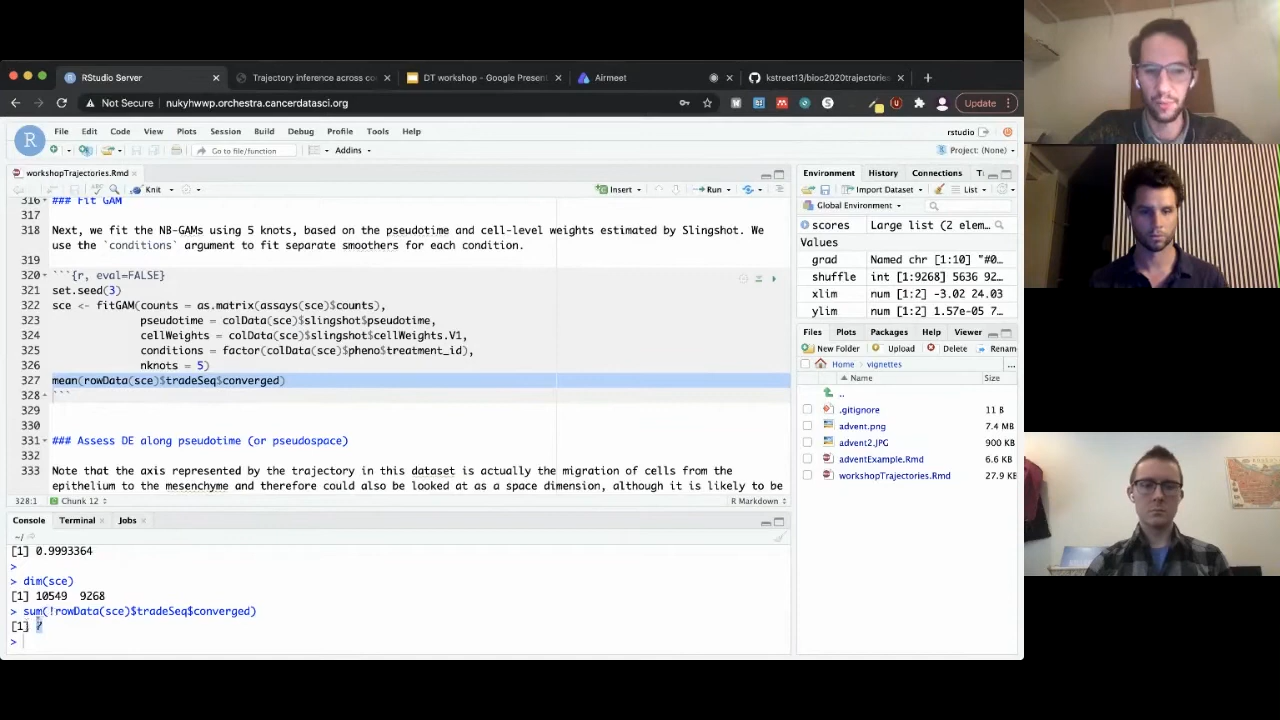 RStudio Server
Trajectory inference across co
DT workshop - Google Present
Airmeet
kstreet13/bioc2020trajectories
Not Secure
nukyhwwp.orchestra.cancerdatasci.org
Update
File Edit Code View Plots Session Build Debug Profile Tools Help
rstudio
Go to file/function
Addins
Project: (None)
workshopTrajectories.Rmd
Knit
Insert
Run
316 ### Fit GAM
317
318 Next, we fit the NB-GAMs using 5 knots, based on the pseudotime and cell-level weights estimated by Slingshot. We
use the `conditions` argument to fit separate smoothers for each condition.
319
320 ```{r, eval=FALSE}
321 set.seed(3)
322 sce <- fitGAM(counts = as.matrix(assays(sce)$counts),
323 pseudotime = colData(sce)$slingshot$pseudotime,
324 cellWeights = colData(sce)$slingshot$cellWeights.V1,
325 conditions = factor(colData(sce)$pheno$treatment_id),
326 nknots = 5)
327 mean(rowData(sce)$tradeSeq$converged)
328 ```
329
330
331 ### Assess DE along pseudotime (or pseudospace)
332
333 Note that the axis represented by the trajectory in this dataset is actually the migration of cells from the
epithelium to the mesenchyme and therefore could also be looked at as a space dimension, although it is likely to be
328:1 Chunk 12
R Markdown
Console Terminal Jobs
~/
[1] 0.9993364
>
> dim(sce)
[1] 10549 9268
> sum(!rowData(sce)$tradeSeq$converged)
[1] 7
>
Environment History Connections
Import Dataset
List
Global Environment
scores Large list (2 elem…
Values
grad Named chr [1:10] "#0…
shuffle int [1:9268] 5636 92…
xlim num [1:2] -3.02 24.03
ylim num [1:2] 1.57e-05 7…
Files Plots Packages Help Viewer
New Folder Upload Delete Renam
Home vignettes
...
Name Size
..
.gitignore 11 B
advent.png 7.4 MB
advent2.JPG 900 KB
adventExample.Rmd 6.6 KB
workshopTrajectories.Rmd 27.9 K